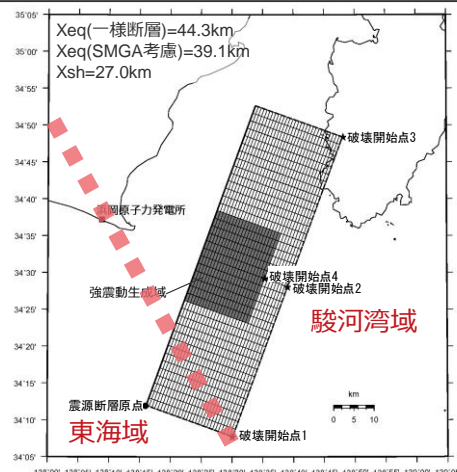 Xeq(一様断層)=44.3km
Xeq(SMGA考慮)=39.1km
Xsh=27.0km
35°05'
35°00'
34°55'
34°50'
34°45'
34°40'
34°35'
34°30'
34°25'
34°20'
34°15'
34°10'
34°05'
破壊開始点3
浜岡原子力発電所
破壊開始点4
破壊開始点2
強震動生成域
駿河湾域
km
0 5 10
震源断層原点
東海域
破壊開始点1